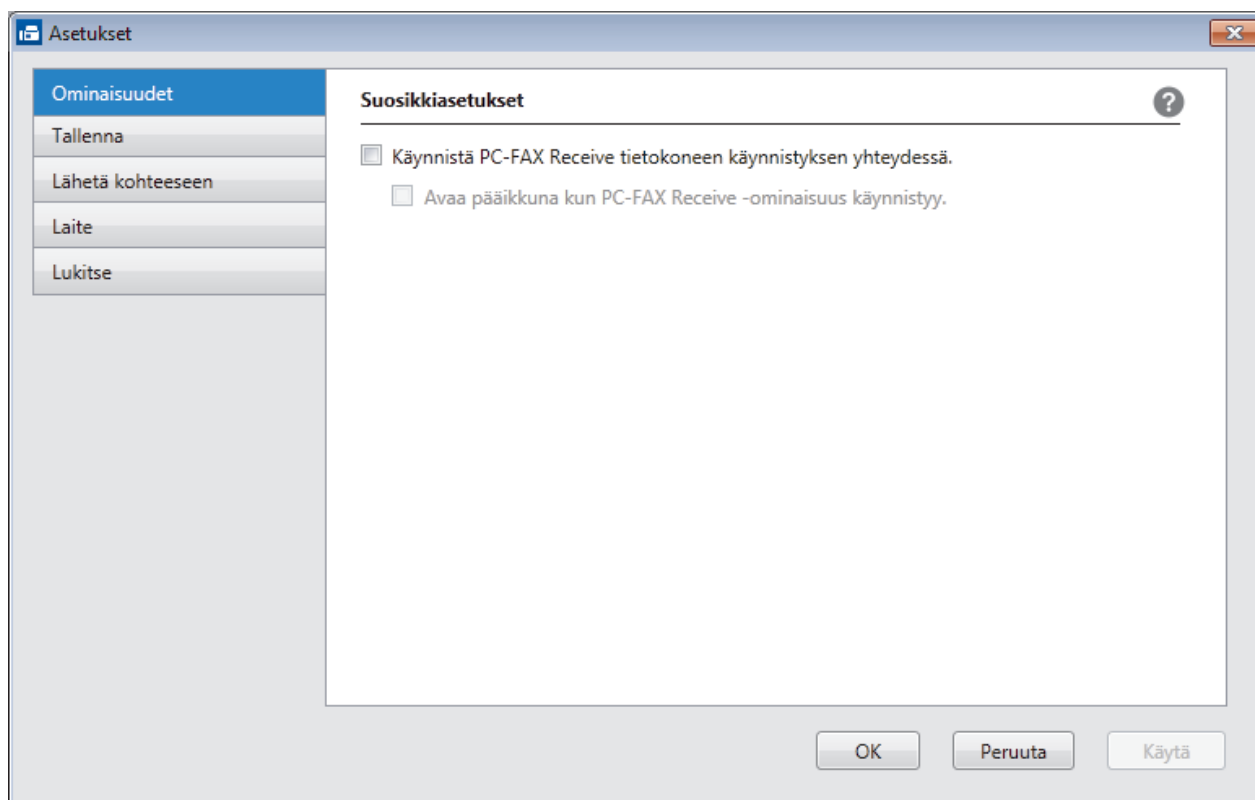 Asetukset
Ominaisuudet
Tallenna
Lähetä kohteeseen
Laite
Lukitse
Suosikkiasetukset
?
Käynnistä PC-FAX Receive tietokoneen käynnistyksen yhteydessä.
Avaa pääikkuna kun PC-FAX Receive -ominaisuus käynnistyy.
OK
Peruuta
Käytä